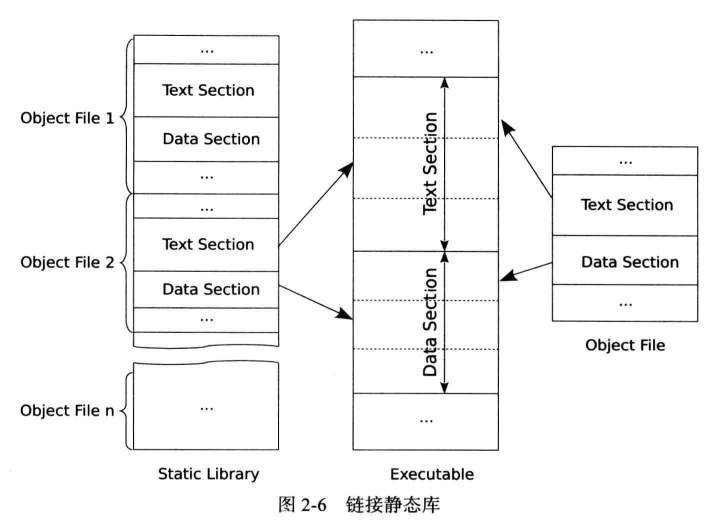 Object File 1
...
Text Section
Data Section
...
Object File 2
...
Text Section
Data Section
...
Object File n
...
Static Library
...
Text Section
Data Section
...
Executable
...
Text Section
Data Section
...
Object File
图 2-6 链接静态库